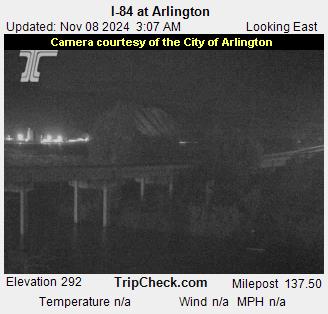 I-84 at Arlington
Updated: Nov 08 2024 3:07 AM Looking East
Camera courtesy of the City of Arlington
Elevation 292 TripCheck.com Milepost 137.50
Temperature n/a Wind n/a MPH n/a